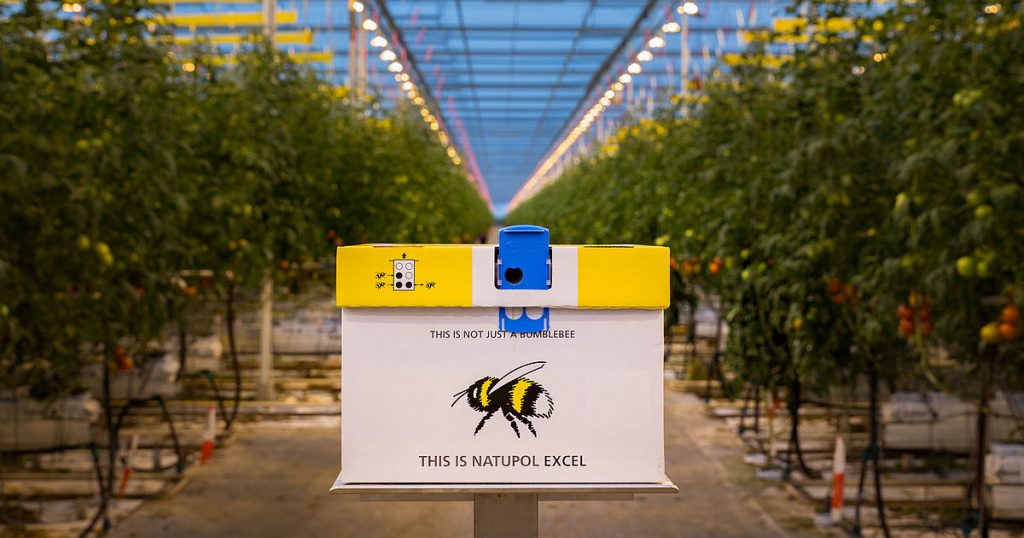 THIS IS NOT JUST A BUMBLEBEE
THIS IS NATUPOL EXCEL